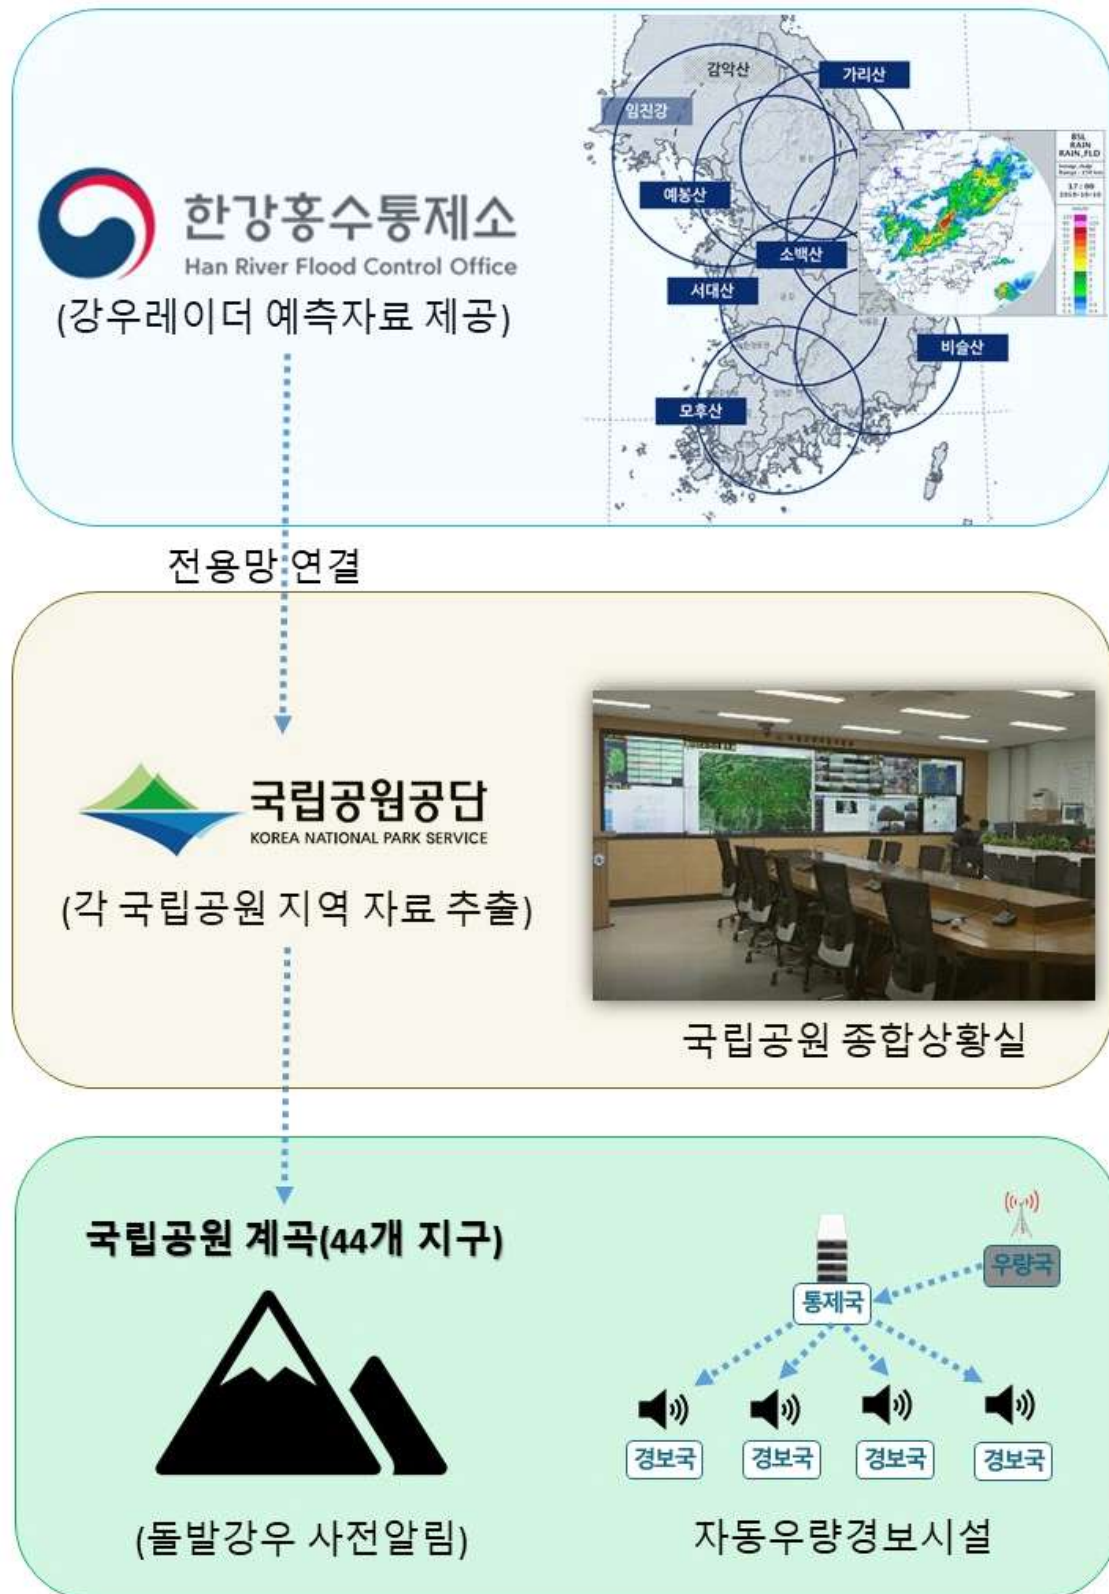 감악산
가리산
임진강
예봉산
소백산
서대산
비슬산
모후산
BSL
RAIN
RAIN_FLD
17:00
한강홍수통제소
Han River Flood Control Office
(강우레이더 예측자료 제공)
전용망 연결
국립공원공단
KOREA NATIONAL PARK SERVICE
(각 국립공원 지역 자료 추출)
국립공원 종합상황실
국립공원 계곡(44개 지구)
우량국
통제국
경보국 경보국 경보국 경보국
(돌발강우 사전알림)
자동우량경보시설